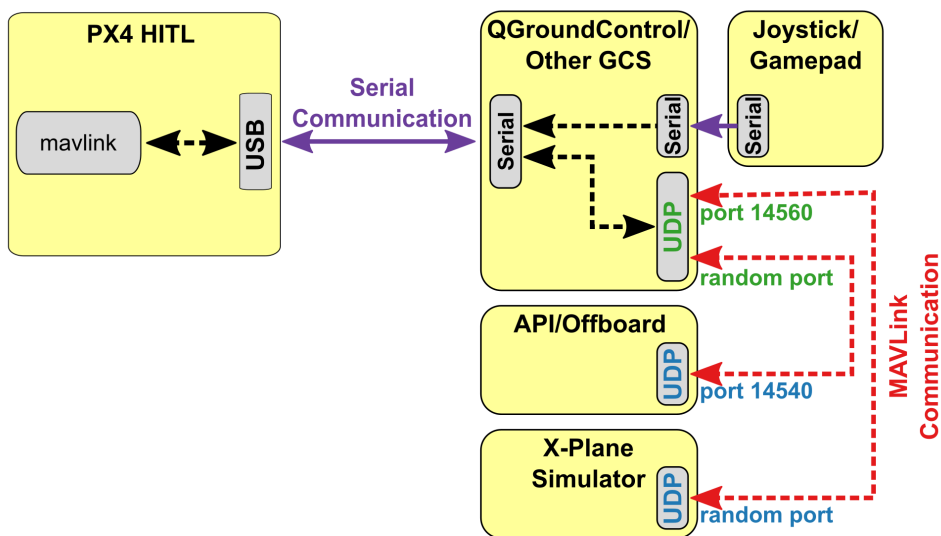 PX4 HITL
mavlink
USB
Serial
Communication
QGroundControl/
Other GCS
Serial
Serial
UDP
Joystick/
Gamepad
Serial
port 14560
random port
API/Offboard
UDP
port 14540
X-Plane
Simulator
UDP
random port
MAVLink
Communication